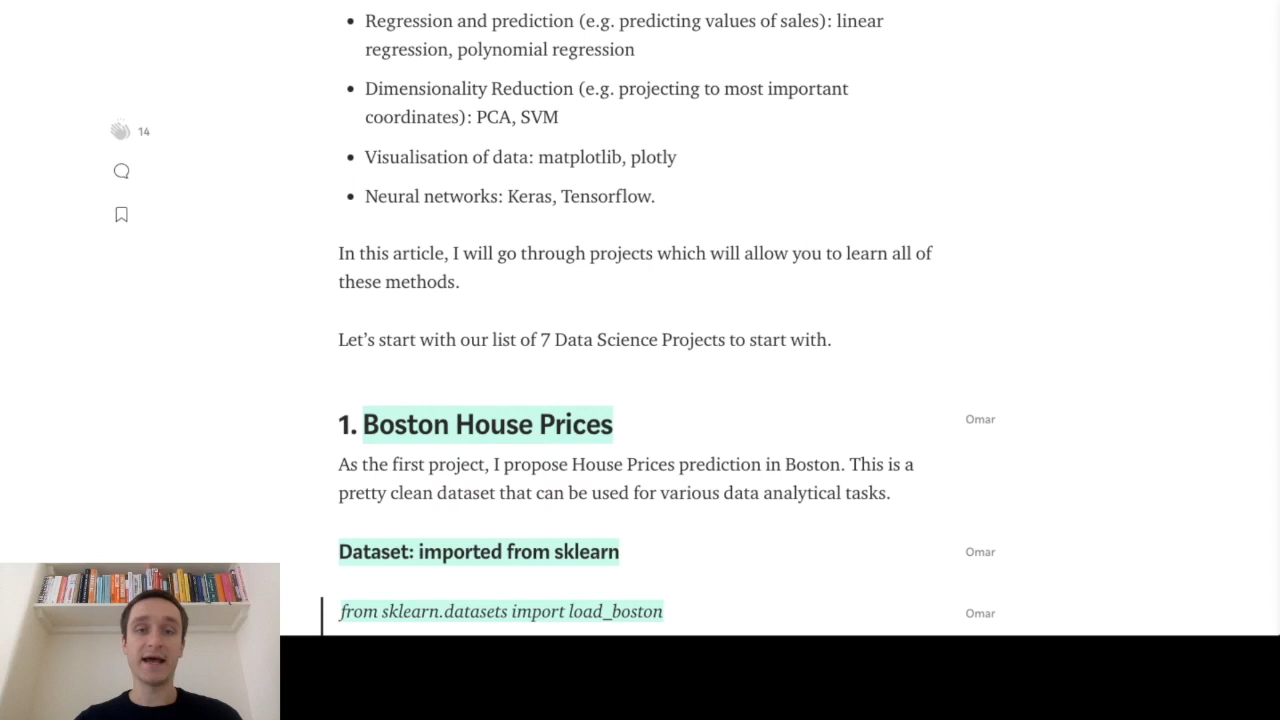 Regression and prediction (e.g. predicting values of sales): linear
regression, polynomial regression
Dimensionality Reduction (e.g. projecting to most important
coordinates): PCA, SVM
Visualisation of data: matplotlib, plotly
Neural networks: Keras, Tensorflow.
14
In this article, I will go through projects which will allow you to learn all of
these methods.
Let’s start with our list of 7 Data Science Projects to start with.
1. Boston House Prices
Omar
As the first project, I propose House Prices prediction in Boston. This is a
pretty clean dataset that can be used for various data analytical tasks.
Dataset: imported from sklearn
Omar
from sklearn.datasets import load_boston
Omar